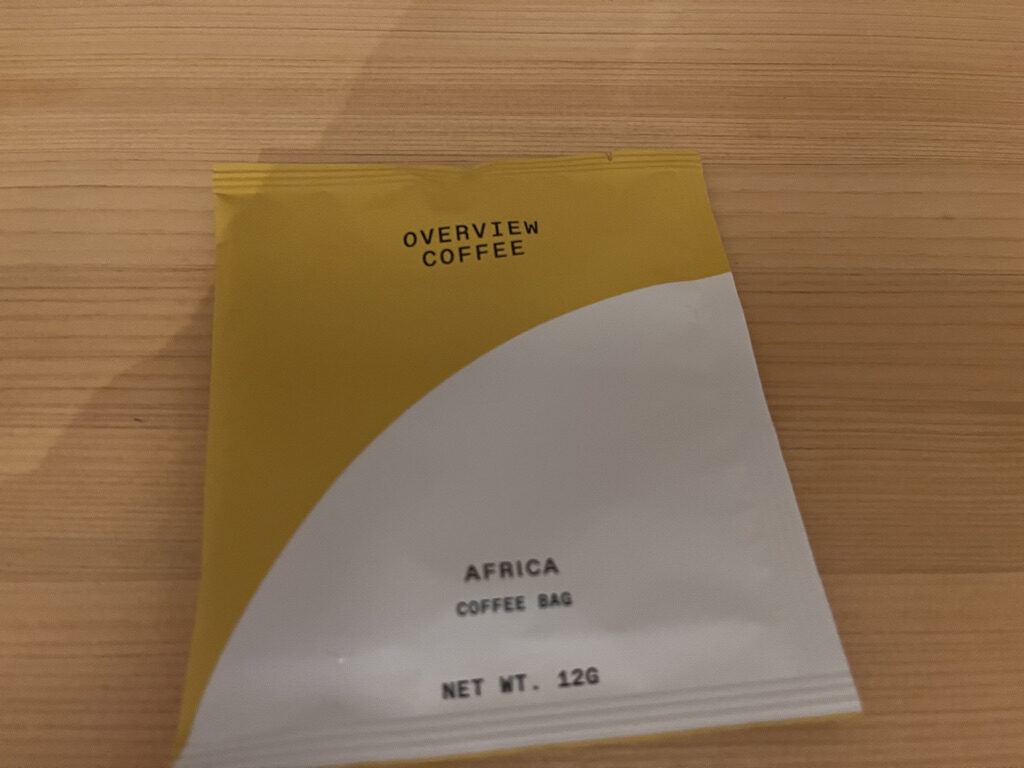 OVERVIEW
COFFEE
AFRICA
COFFEE BAG
NET WT. 12G